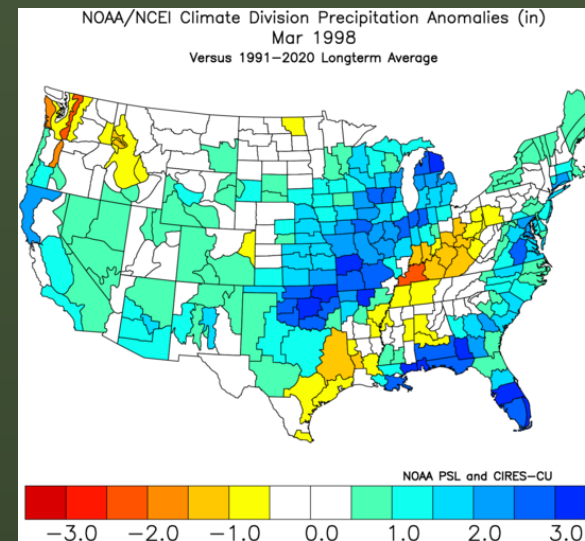 NOAA/NCEI Climate Division Precipitation Anomalies (in)
Mar 1998
Versus 1991−2020 Longterm Average
NOAA PSL and CIRES−CU
−3.0 −2.0 −1.0 0.0 1.0 2.0 3.0